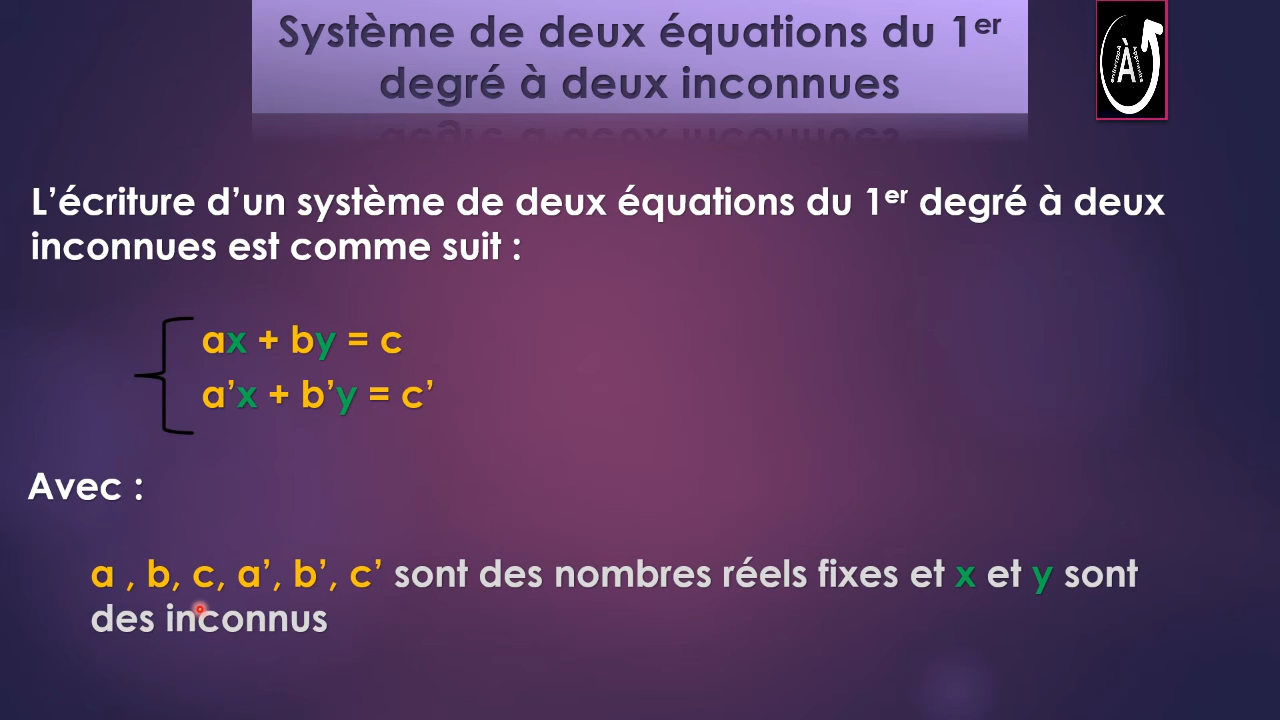 Système de deux équations du 1er
degré à deux inconnues
À
L’écriture d’un système de deux équations du 1er degré à deux
inconnues est comme suit :
ax + by = c
a’x + b’y = c’
Avec :
a , b, c, a’, b’, c’ sont des nombres réels fixes et x et y sont
des inconnus